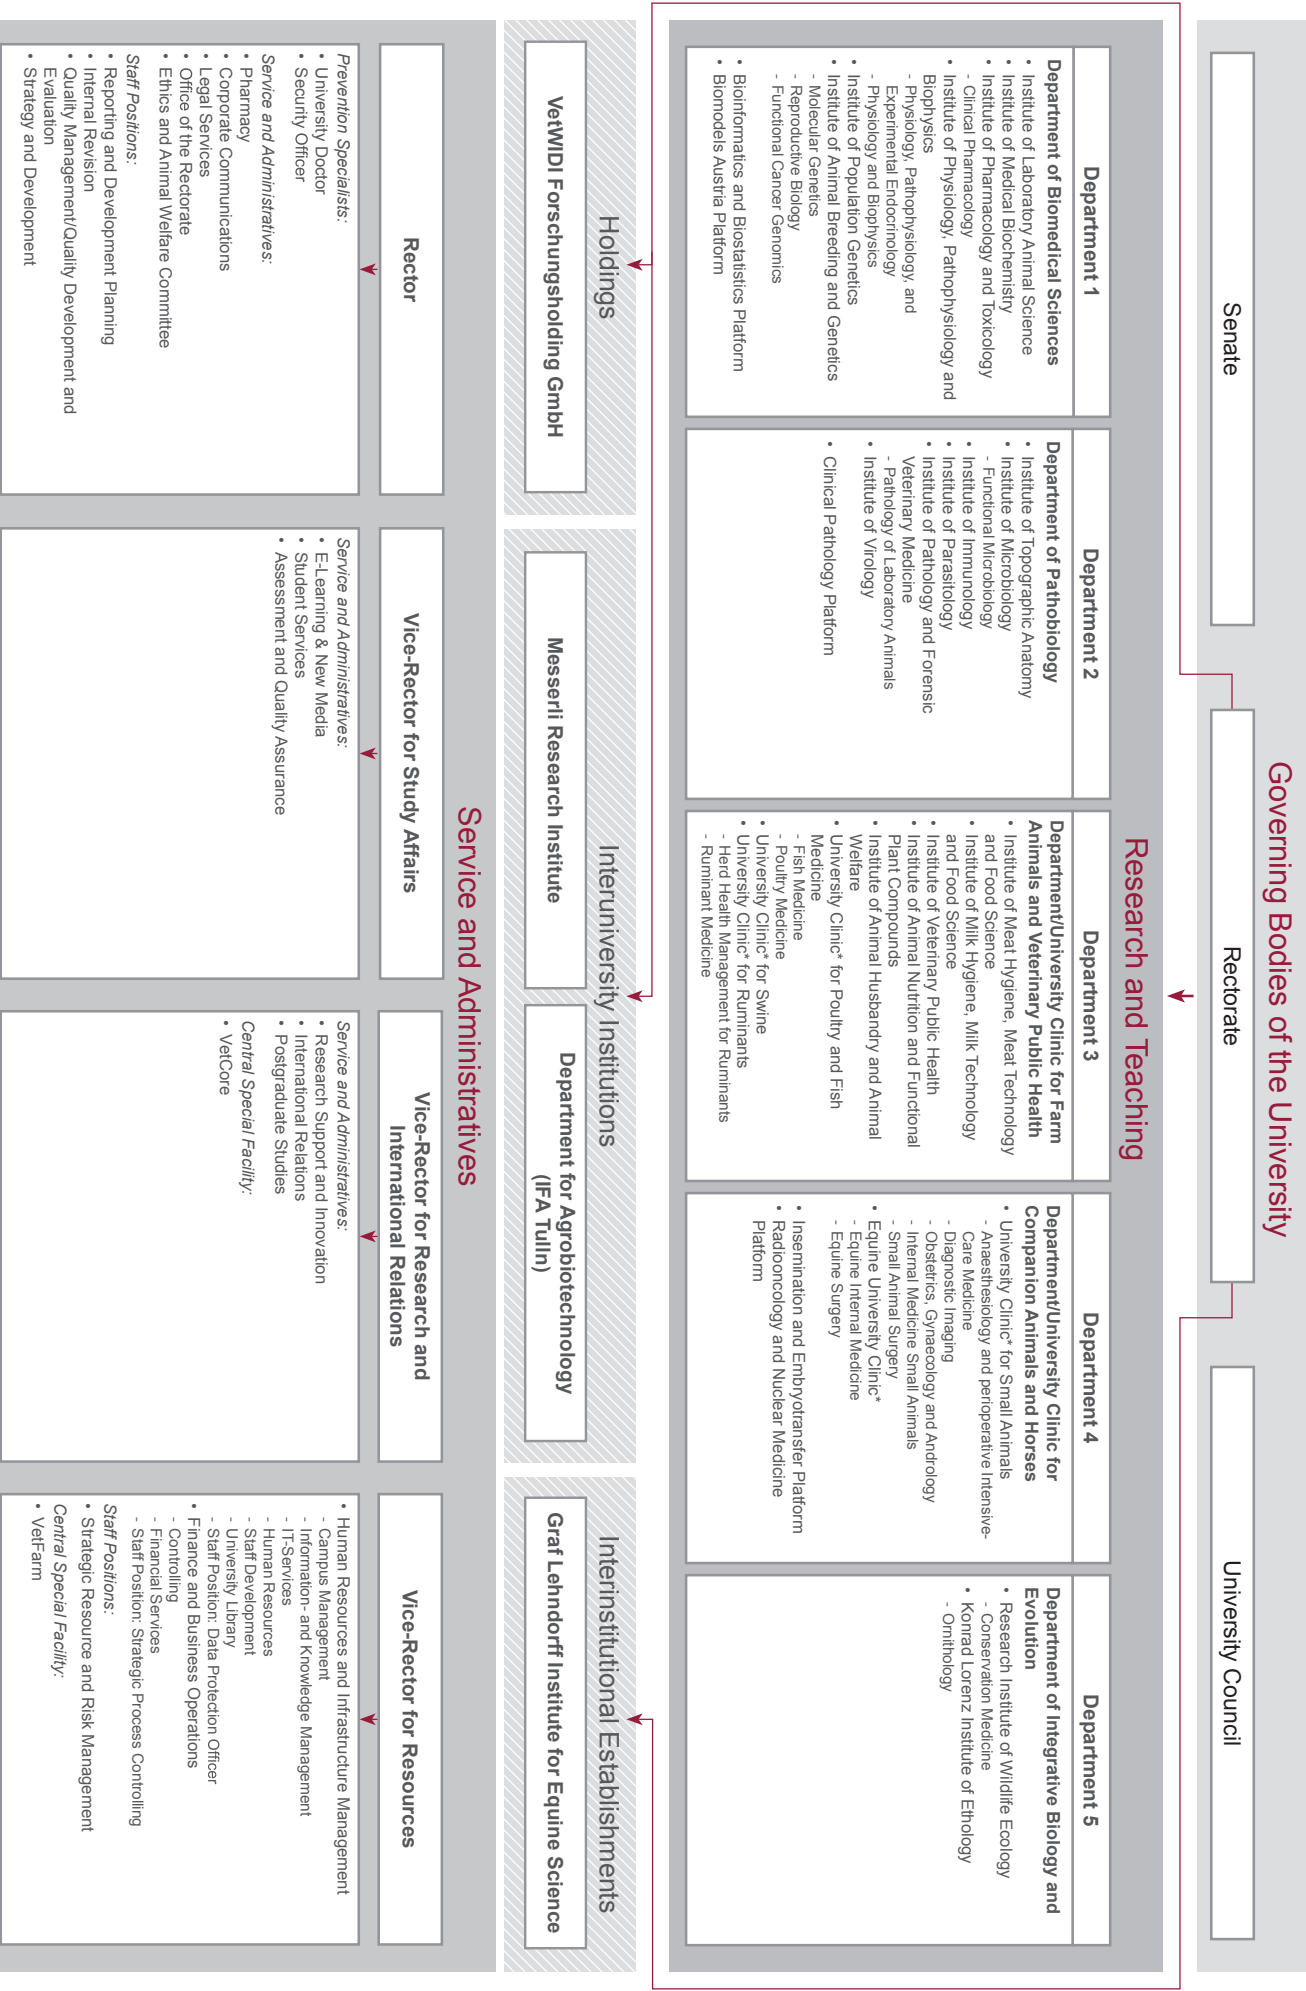 Governing Bodies of the University
Senate
Rectorate
University Council
Research and Teaching
Department 1
Department of Biomedical Sciences
• Institute of Laboratory Animal Science
• Institute of Medical Biochemistry
• Institute of Pharmacology and Toxicology
- Clinical Pharmacology
• Institute of Physiology, Pathophysiology and
Biophysics
- Physiology, Pathophysiology, and
Experimental Endocrinology
- Physiology and Biophysics
• Institute of Population Genetics
• Institute of Animal Breeding and Genetics
- Molecular Genetics
- Reproductive Biology
- Functional Cancer Genomics
• Bioinformatics and Biostatistics Platform
• Biomodels Austria Platform
Department 2
Department of Pathobiology
• Institute of Topographic Anatomy
• Institute of Microbiology
- Functional Microbiology
• Institute of Immunology
• Institute of Parasitology
• Institute of Pathology and Forensic
Veterinary Medicine
- Pathology of Laboratory Animals
• Institute of Virology
• Clinical Pathology Platform
Department 3
Department/University Clinic for Farm
Animals and Veterinary Public Health
• Institute of Meat Hygiene, Meat Technology
and Food Science
• Institute of Milk Hygiene, Milk Technology
and Food Science
• Institute of Veterinary Public Health
• Institute of Animal Nutrition and Functional
Plant Compounds
• Institute of Animal Husbandry and Animal
Welfare
• University Clinic* for Poultry and Fish
Medicine
- Fish Medicine
- Poultry Medicine
• University Clinic* for Swine
• University Clinic* for Ruminants
- Herd Health Management for Ruminants
- Ruminant Medicine
Department 4
Department/University Clinic for
Companion Animals and Horses
• University Clinic* for Small Animals
- Anaesthesiology and perioperative Intensive-
Care Medicine
- Diagnostic Imaging
- Obstetrics, Gynaecology and Andrology
- Internal Medicine Small Animals
- Small Animal Surgery
• Equine University Clinic*
- Equine Internal Medicine
- Equine Surgery
• Insemination and Embryotransfer Platform
• Radiooncology and Nuclear Medicine
Platform
Department 5
Department of Integrative Biology and
Evolution
• Research Institute of Wildlife Ecology
- Conservation Medicine
• Konrad Lorenz Institute of Ethology
- Ornithology
Holdings
VetWIDI Forschungsholding GmbH
Interuniversity Institutions
Messerli Research Institute
Department for Agrobiotechnology
(IFA Tulln)
Interinstitutional Establishments
Graf Lehndorff Institute for Equine Science
Service and Administratives
Rector
Prevention Specialists:
• University Doctor
• Security Officer
Service and Administratives:
• Pharmacy
• Corporate Communications
• Legal Services
• Office of the Rectorate
• Ethics and Animal Welfare Committee
Staff Positions:
• Reporting and Development Planning
• Internal Revision
• Quality Management/Quality Development and
Evaluation
• Strategy and Development
Vice-Rector for Study Affairs
Service and Administratives:
• E-Learning & New Media
• Student Services
• Assessment and Quality Assurance
Vice-Rector for Research and
International Relations
Service and Administratives:
• Research Support and Innovation
• International Relations
• Postgraduate Studies
Central Special Facility:
• VetCore
Vice-Rector for Resources
• Human Resources and Infrastructure Management
- Campus Management
- Information- and Knowledge Management
- IT-Services
- Human Resources
- Staff Development
- University Library
- Staff Position: Data Protection Officer
• Finance and Business Operations
- Controlling
- Financial Services
- Staff Position: Strategic Process Controlling
Staff Positions:
• Strategic Resource and Risk Management
Central Special Facility:
• VetFarm